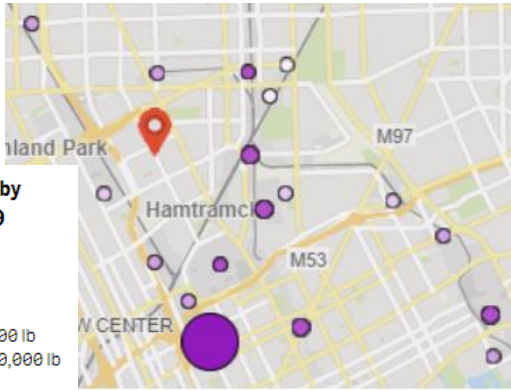 M97
hland Park
by
9
Hamtramck
M53
W CENTER
00 lb
0,000 lb